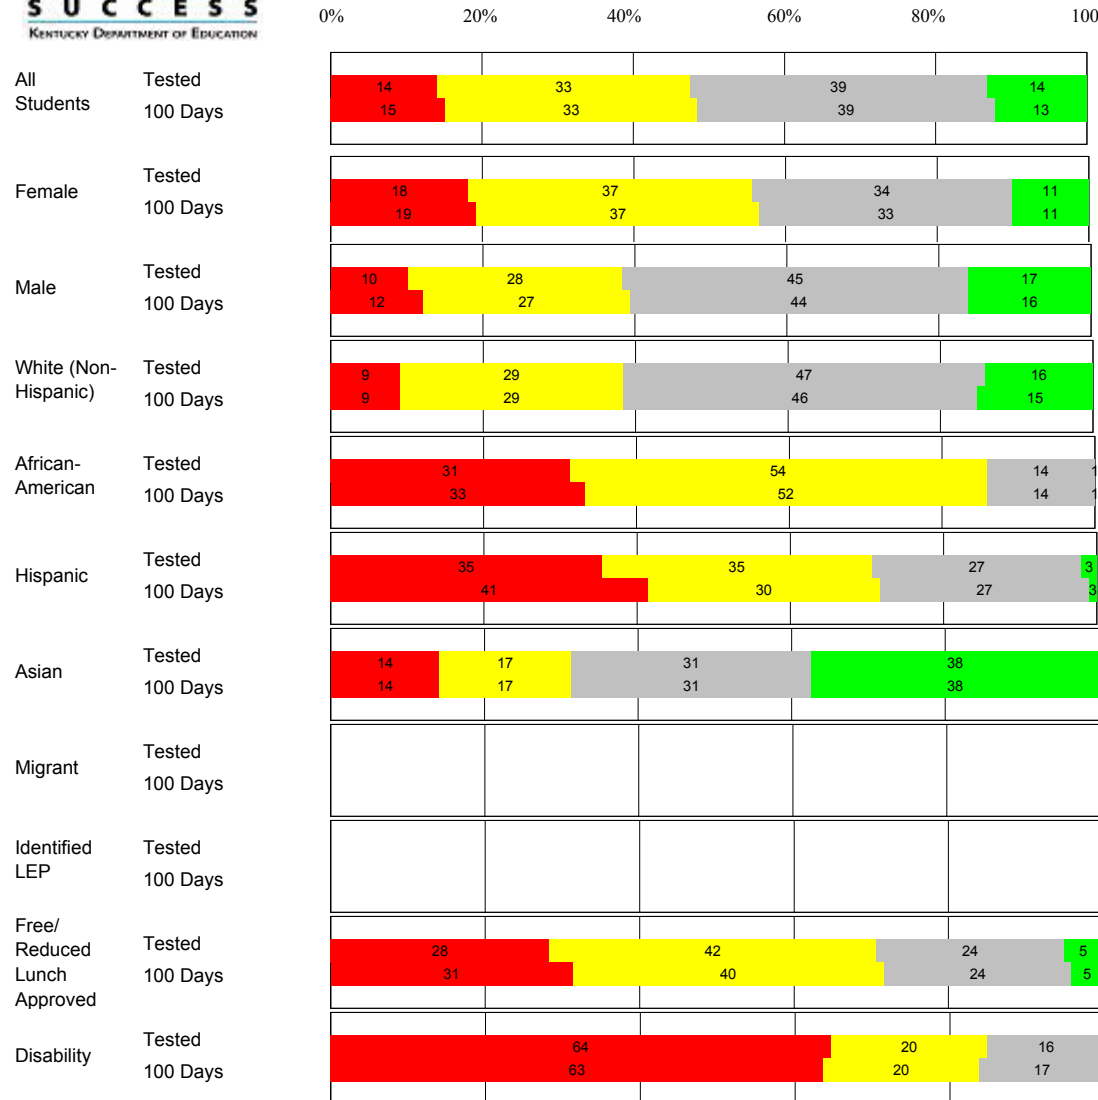 SUCCESS
KENTUCKY DEPARTMENT OF EDUCATION
0% 20% 40% 60% 80% 100
All Students
Tested 14 33 39 14
100 Days 15 33 39 13
Female
Tested 18 37 34 11
100 Days 19 37 33 11
Male
Tested 10 28 45 17
100 Days 12 27 44 16
White (Non-
Hispanic)
Tested 9 29 47 16
100 Days 9 29 46 15
African-
American
Tested 31 54 14 1
100 Days 33 52 14 1
Hispanic
Tested 35 35 27 3
100 Days 41 30 27 3
Asian
Tested 14 17 31 38
100 Days 14 17 31 38
Migrant
Tested
100 Days
Identified
LEP
Tested
100 Days
Free/
Reduced
Lunch
Approved
Tested 28 42 24 5
100 Days 31 40 24 5
Disability
Tested 64 20 16
100 Days 63 20 17